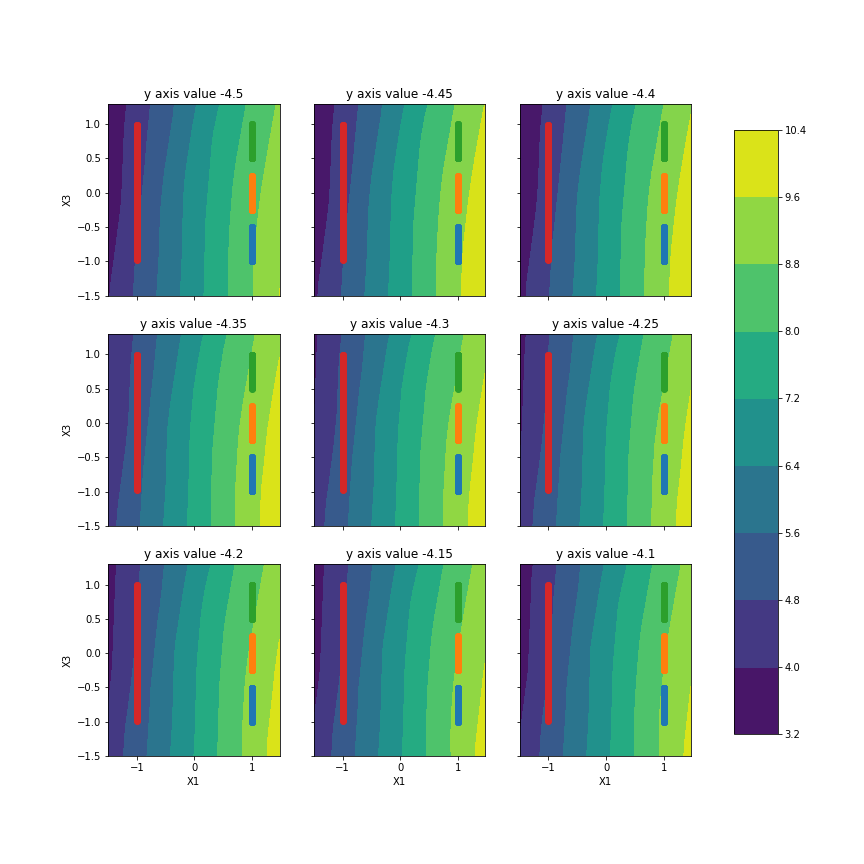 y axis value -4.5
y axis value -4.45
y axis value -4.4
X3
1.0
0.5
0.0
−0.5
−1.0
−1.5
y axis value -4.35
y axis value -4.3
y axis value -4.25
X3
1.0
0.5
0.0
−0.5
−1.0
−1.5
y axis value -4.2
y axis value -4.15
y axis value -4.1
X3
1.0
0.5
0.0
−0.5
−1.0
−1.5
−1 0 1
X1
−1 0 1
X1
−1 0 1
X1
10.4
9.6
8.8
8.0
7.2
6.4
5.6
4.8
4.0
3.2